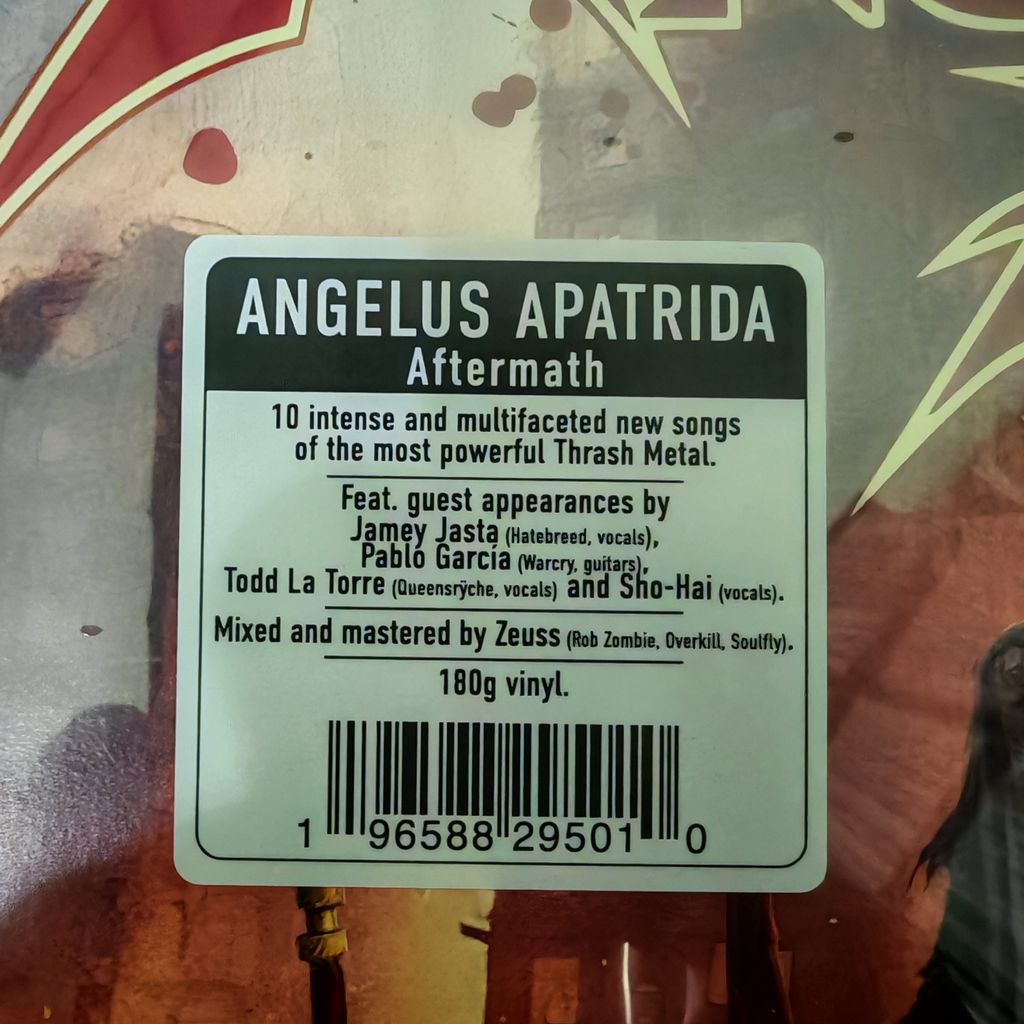 ANGELUS APATRIDA
Aftermath
10 intense and multifaceted new songs
of the most powerful Thrash Metal.
Feat. guest appearances by
Jamey Jasta (Hatebreed, vocals),
Pablo García (Warcry, guitars),
Todd La Torre (Queensrÿche, vocals) and Sho-Hai (vocals).
Mixed and mastered by Zeuss (Rob Zombie, Overkill, Soulfly).
180g vinyl.
1 96588 29501 0